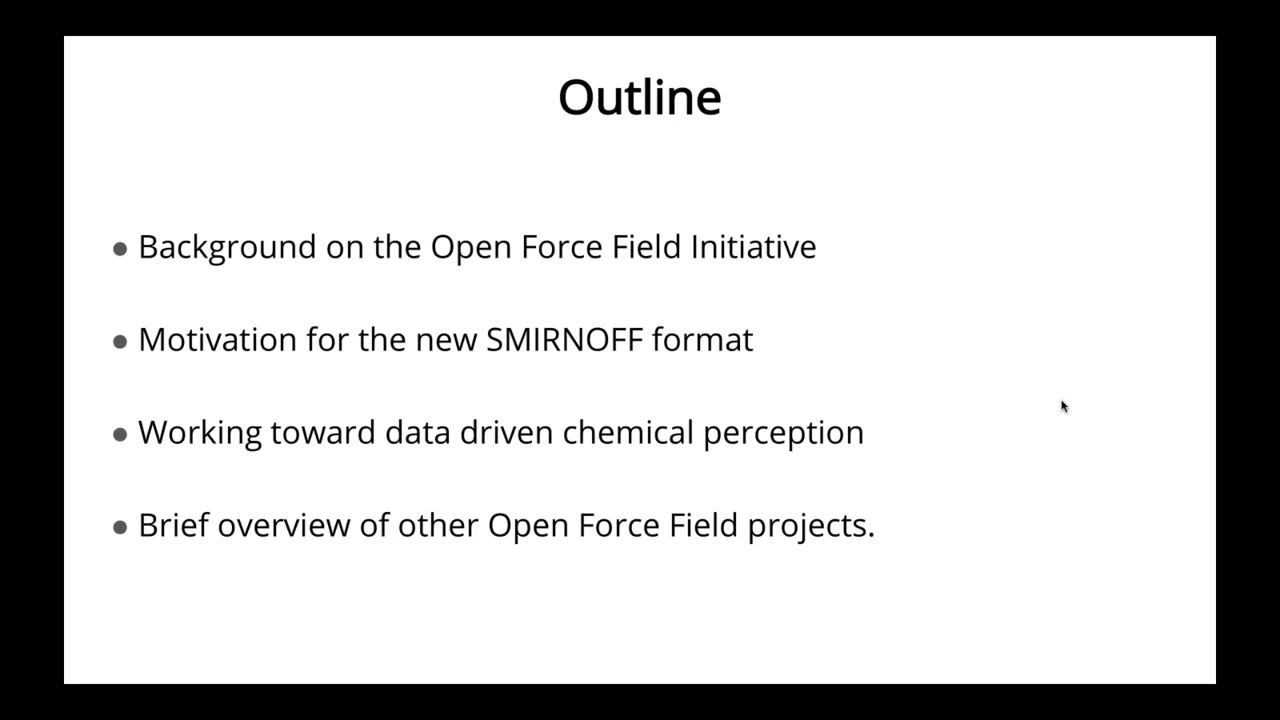 Outline
• Background on the Open Force Field Initiative
• Motivation for the new SMIRNOFF format
• Working toward data driven chemical perception
• Brief overview of other Open Force Field projects.